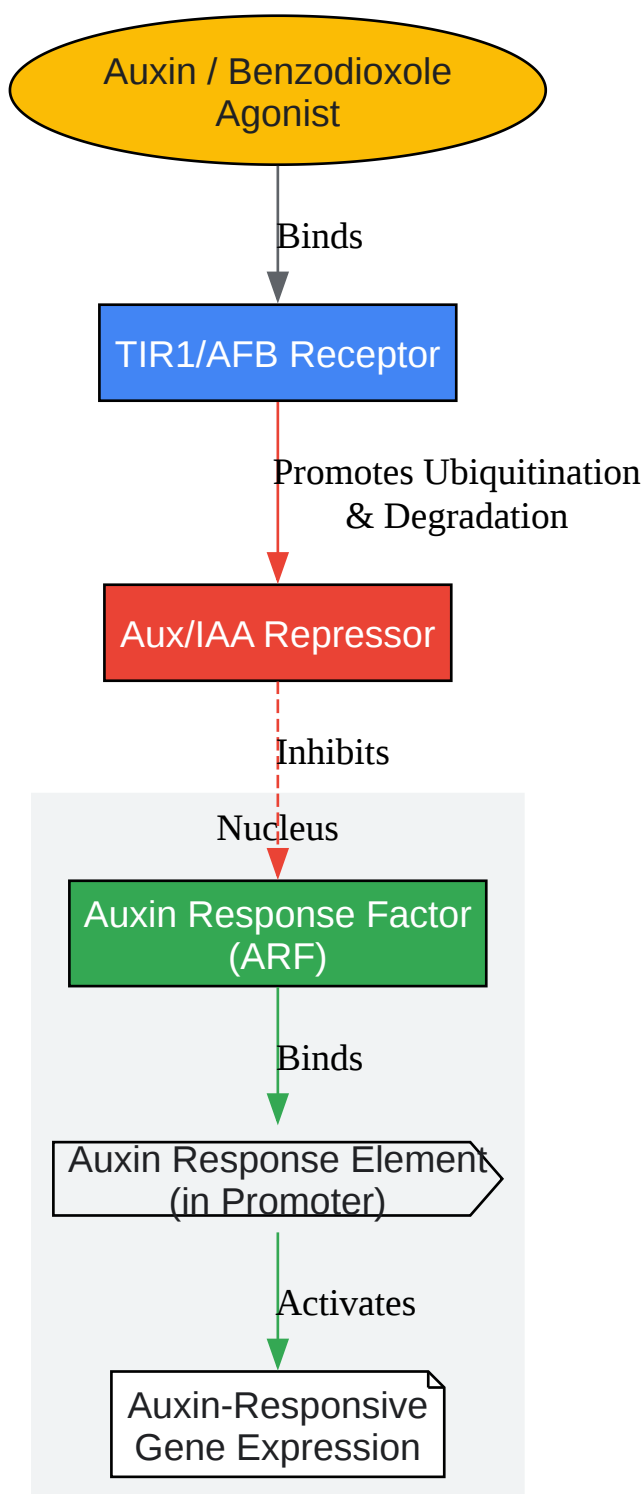 Auxin / Benzodioxole
Agonist
Binds
TIR1/AFB Receptor
Promotes Ubiquitination
& Degradation
Aux/IAA Repressor
Inhibits
Nucleus
Auxin Response Factor
(ARF)
Binds
Auxin Response Element
(in Promoter)
Activates
Auxin-Responsive
Gene Expression